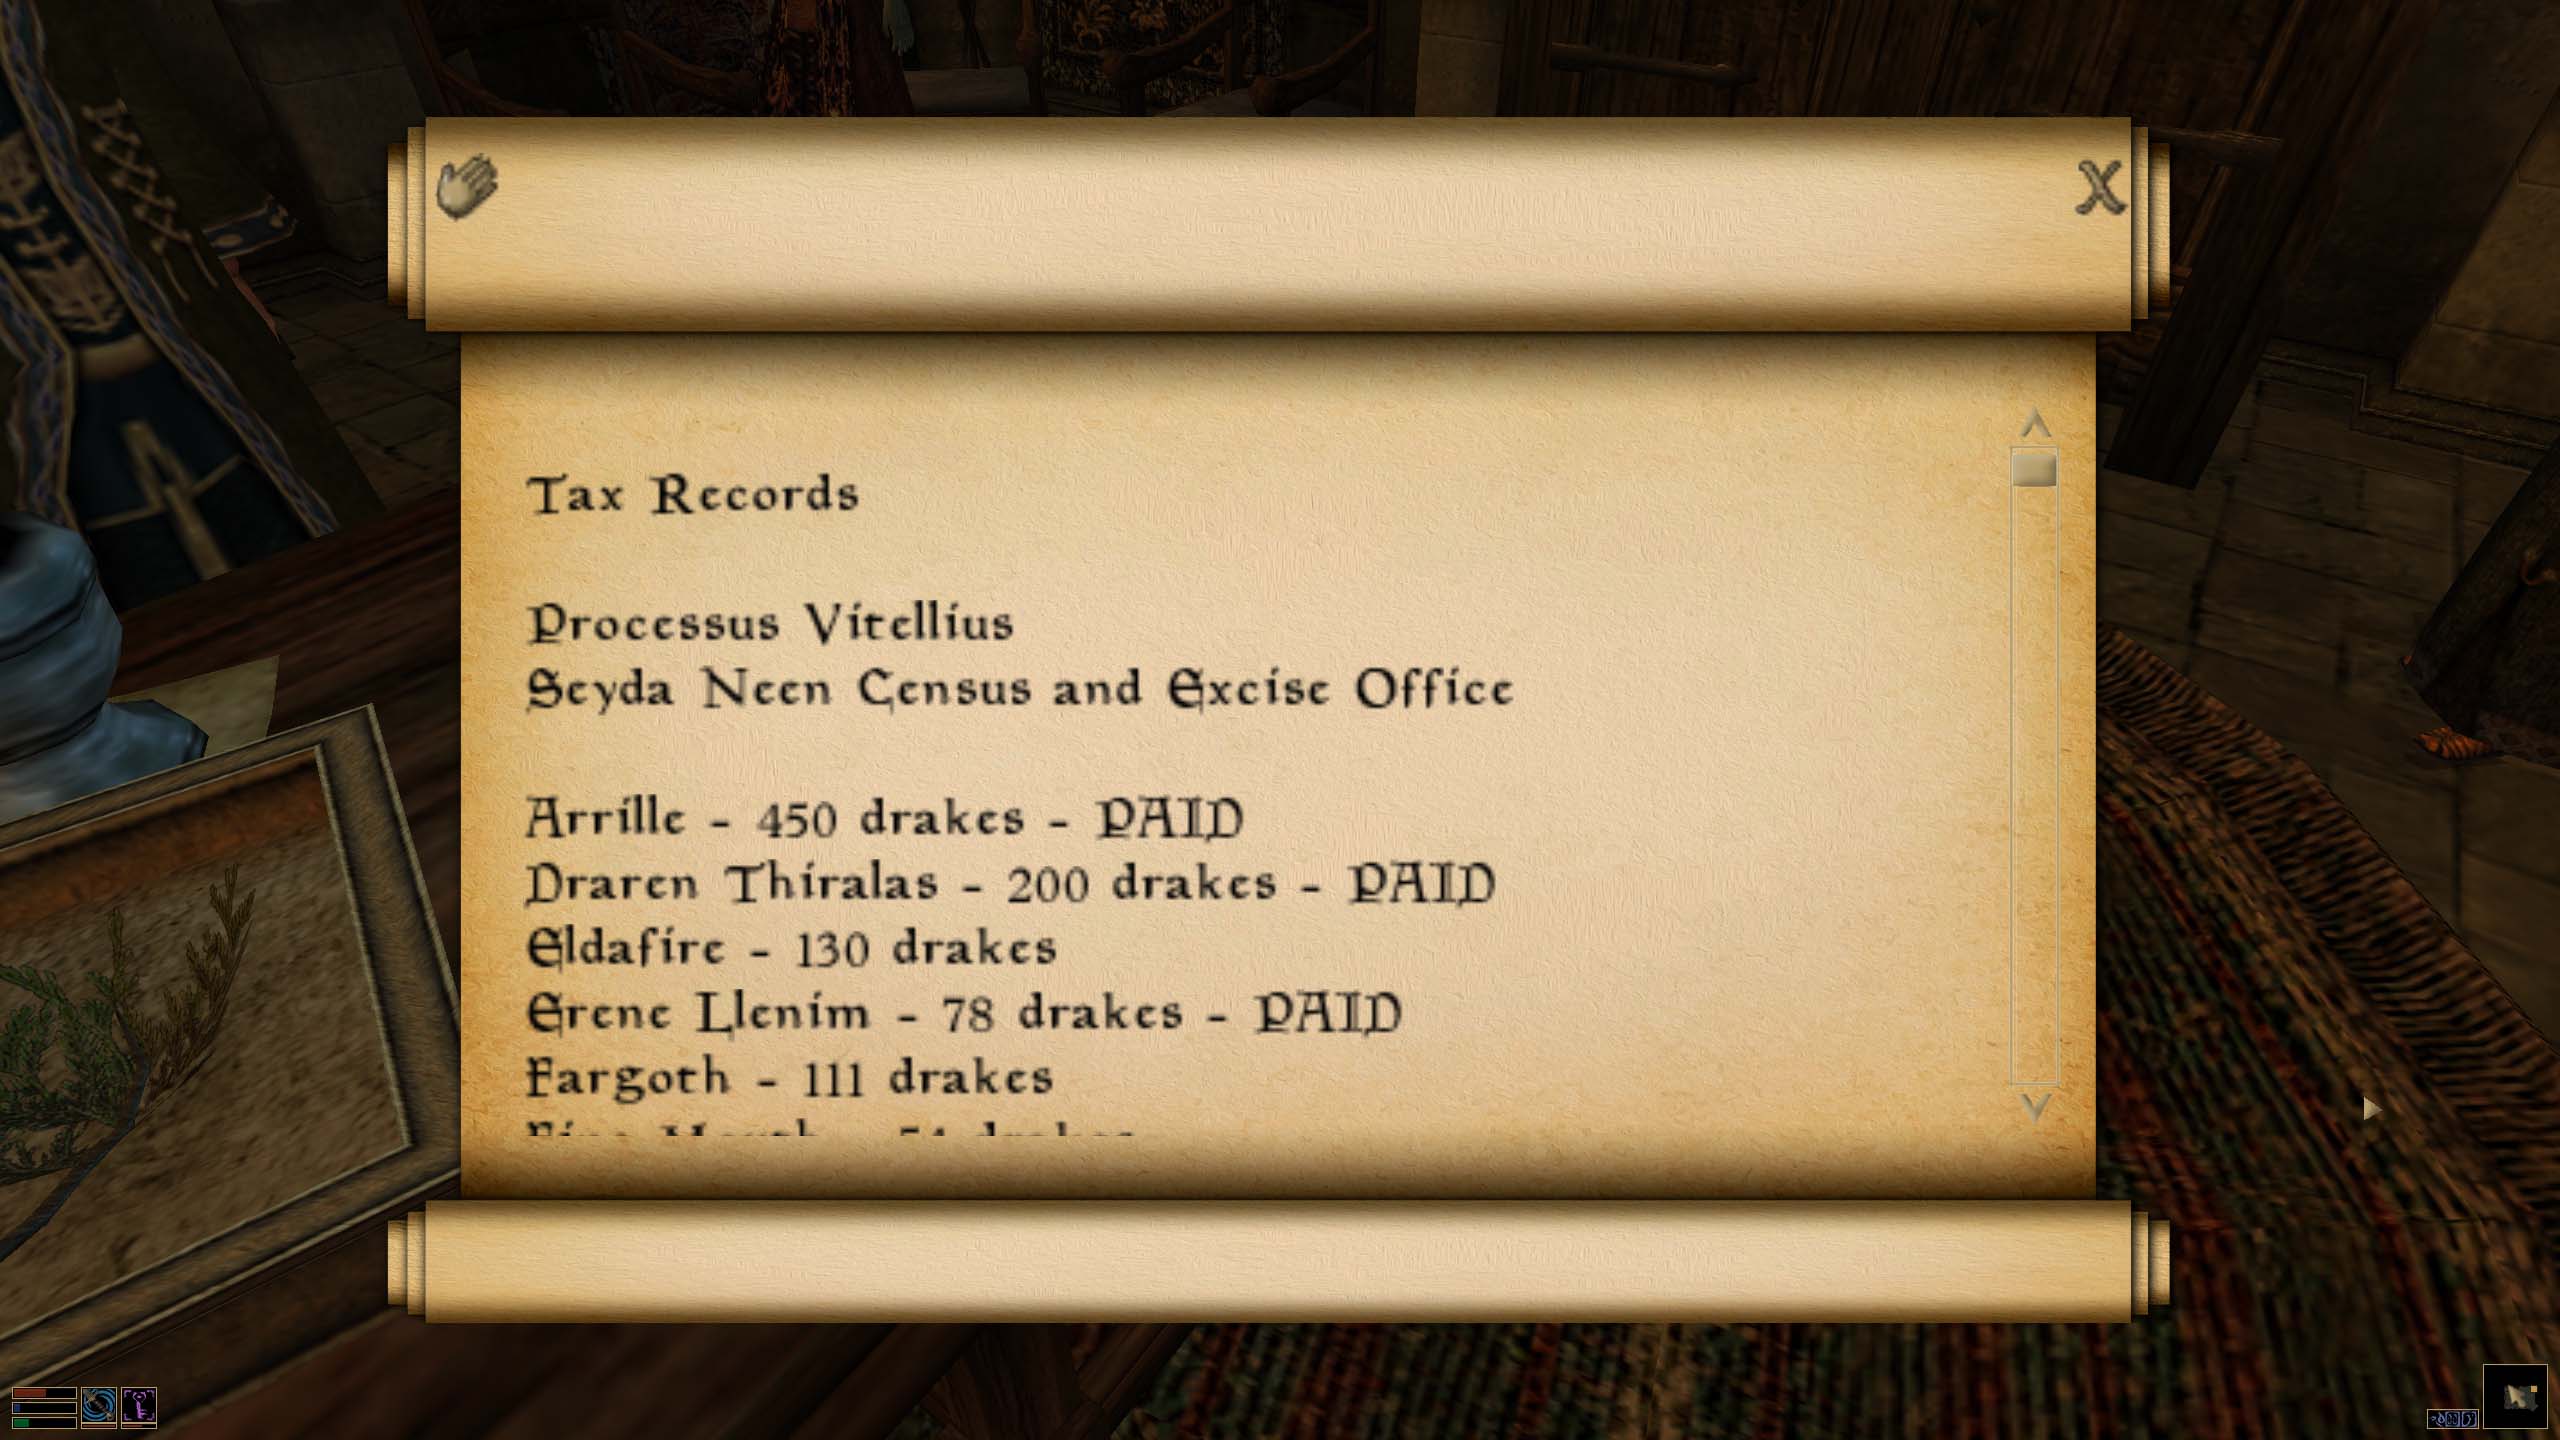 Tax Records
Processus Vitellius
Seyda Neen Census and Excise Office
Arrille - 450 drakes - PAID
Draren Thiralas - 200 drakes - PAID
Eldafire - 130 drakes
Erene Llenim - 78 drakes - PAID
Fargoth - 111 drakes
drakes